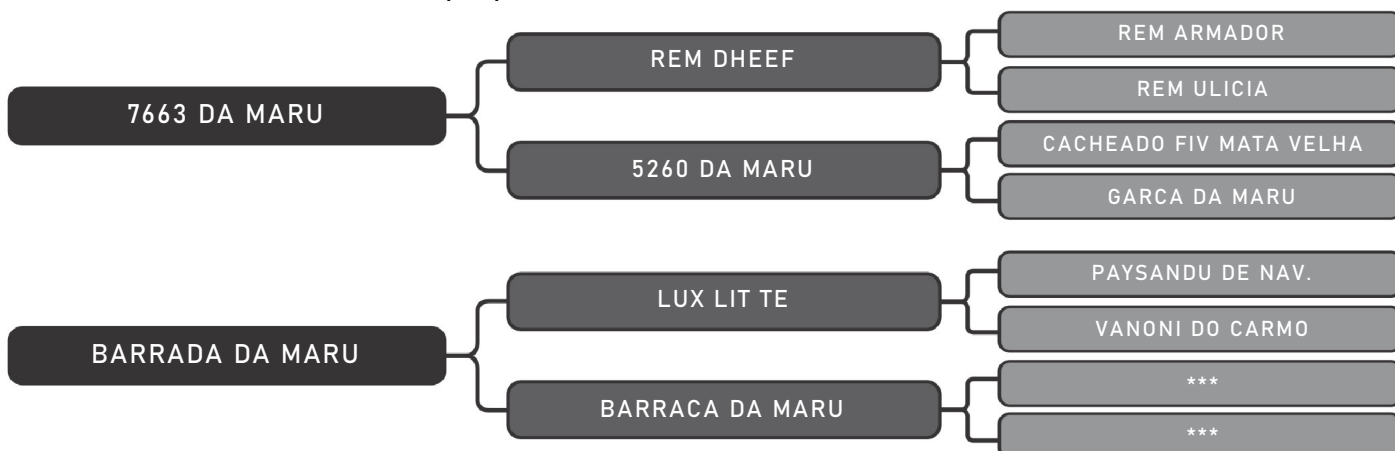 7663 DA MARU
REM DHEEF
REM ARMADOR
REM ULICIA
5260 DA MARU
CACHEADO FIV MATA VELHA
GARCA DA MARU
BARRADA DA MARU
LUX LIT TE
PAYSANDU DE NAV.
VANONI DO CARMO
BARRACA DA MARU
***
***